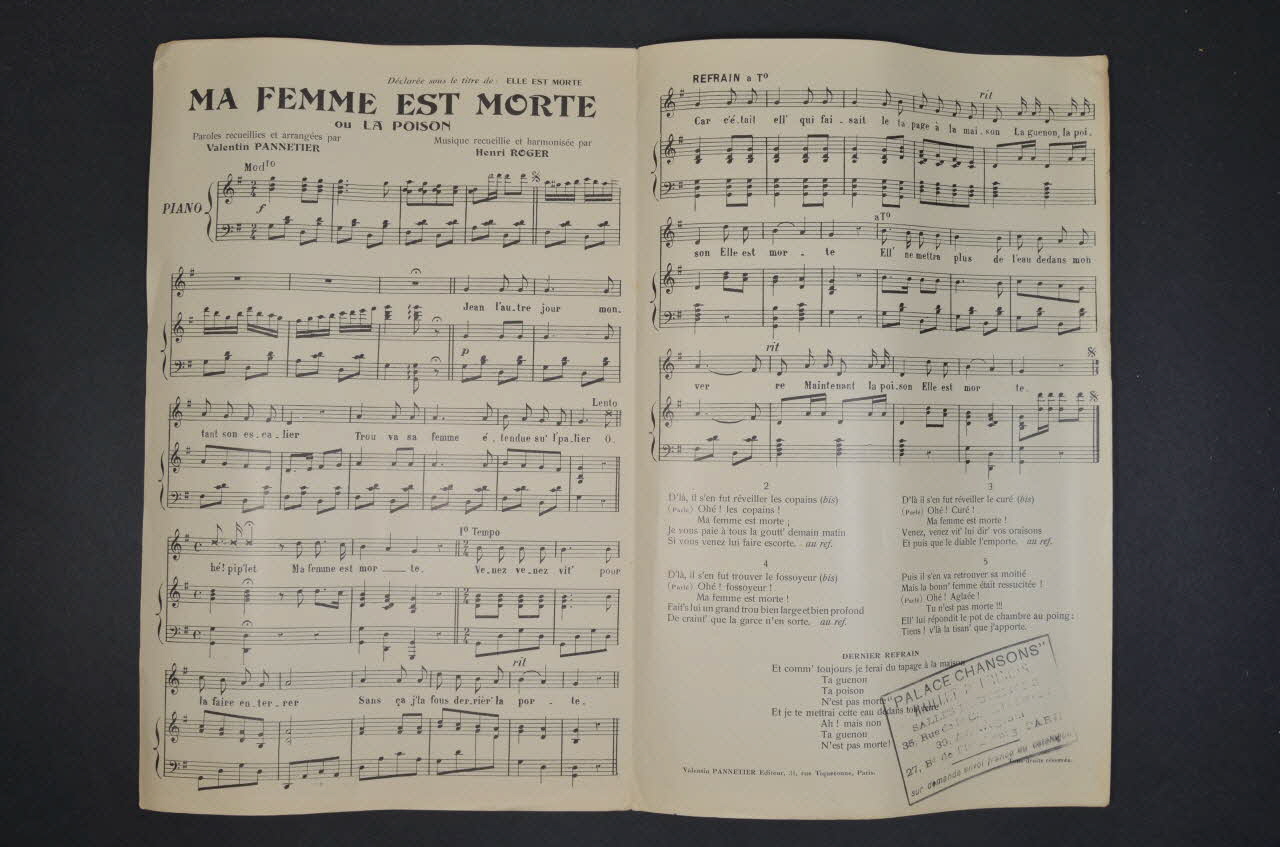 Déclarée sous le titre de : ELLE EST MORTE
MA FEMME EST MORTE
ou LA POISON
Paroles recueillies et arrangées par
Valentin PANNETIER
Musique recueillie et harmonisée par
Henri ROGER
Modto
PIANO
f
Jean l'au.tre jour mon.
p
Lento
tant son es.ca.lier Trou va sa femme é.tendue su' l'pa.lier O.
1º Tempo
hé! pip'let Ma femme est mor___te. Ve.nez ve.nez vit' pour
rit
la faire en.ter.rer Sans ça j'la fous der.rièr' la por - te.
REFRAIN a Tº
rit
Car c'é.tait ell' qui fai - sait le ta page à la mai.son La guenon, la poi.
aTº
son Elle est mor - te Ell' ne mettra plus de l'eau dedans mon
rit
ver re Maintenant la poi.son Elle est mor te.
2
D'là, il s'en fut réveiller les copains (bis)
(Parlé) Ohé ! les copains !
Ma femme est morte ;
Je vous paie à tous la goutt' demain matin
Si vous venez lui faire escorte. au ref.
3
D'là il s'en fut réveiller le curé (bis)
(Parlé) Ohé ! Curé !
Ma femme est morte !
Venez, venez vit' lui dir' vos oraisons
Et puis que le diable l'emporte. au ref.
4
D'là, il s'en fut trouver le fossoyeur (bis)
(Parlé) Ohé ! fossoyeur !
Ma femme est morte !
Fait's lui un grand trou bien large et bien profond
De craint' que la garce n'en sorte. au ref.
5
Puis il s'en va retrouver sa moitié
Mais la bonn' femme était ressucitée !
(Parlé) Ohé ! Aglaée !
Tu n'est pas morte !!!
Ell' lui répondit le pot de chambre au poing :
Tiens ! v'là la tisan' que j'apporte.
DERNIER REFRAIN
Et comm' toujours je ferai du tapage à la maison
Ta guenon
Ta poison
N'est pas morte
Et je te mettrai cette eau dedans ton
Ah ! mais non
Ta guenon
N'est pas morte!
"PALACE CHANSONS"
35, Rue
27, Bd de
sur demande envoi franco du catalogue
Valentin PANNETIER Editeur, 31, rue Tiquetonne, Paris.
Tous droits réservés.